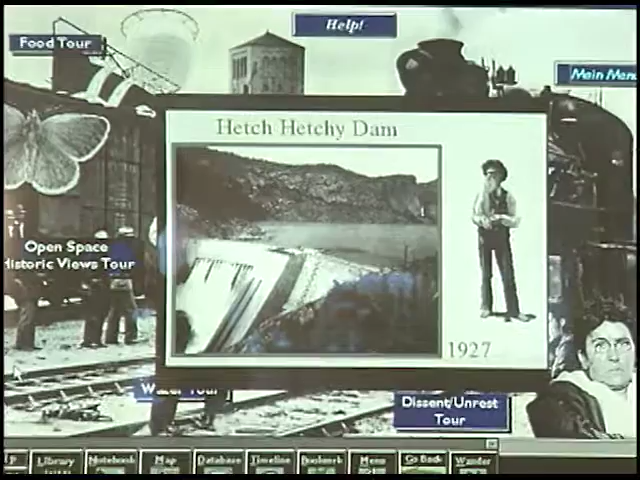 Help!
Food Tour
Main Menu
Hetch Hetchy Dam
Open Space
Historic Views Tour
1927
Water Tour
Dissent/Unrest
Tour
Library
Notebook
Map
Database
Timeline
Bookmark
Menu
Go Back
Wander